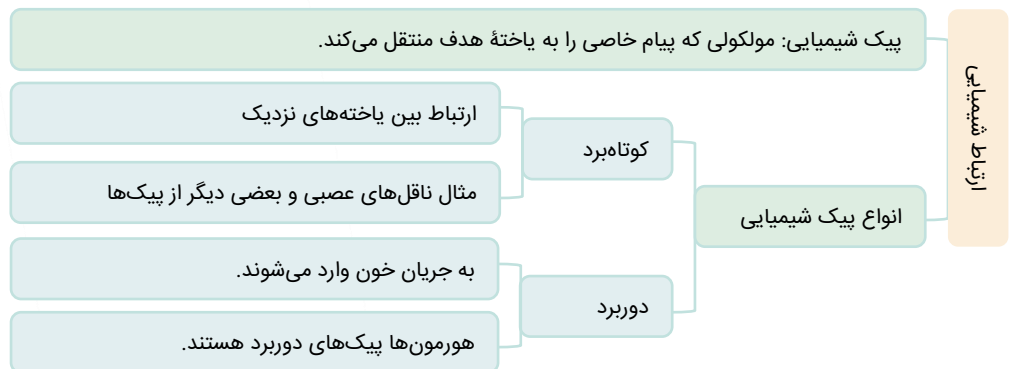 ارتباط شیمیایی
پیک شیمیایی: مولکولی که پیام خاصی را به یاختهٔ هدف منتقل می‌کند.
انواع پیک شیمیایی
کوتاه‌برد
ارتباط بین یاخته‌های نزدیک
مثال ناقل‌های عصبی و بعضی دیگر از پیک‌ها
دوربرد
به جریان خون وارد می‌شوند.
هورمون‌ها پیک‌های دوربرد هستند.